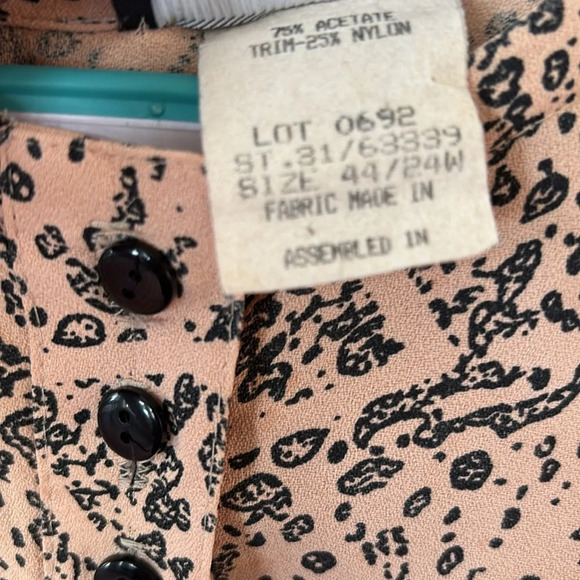 75% ACETATE
TRIM-25% NYLON
LOT 0692
ST.31/63339
SIZE 44/24W
FABRIC MADE IN
ASSEMBLED IN